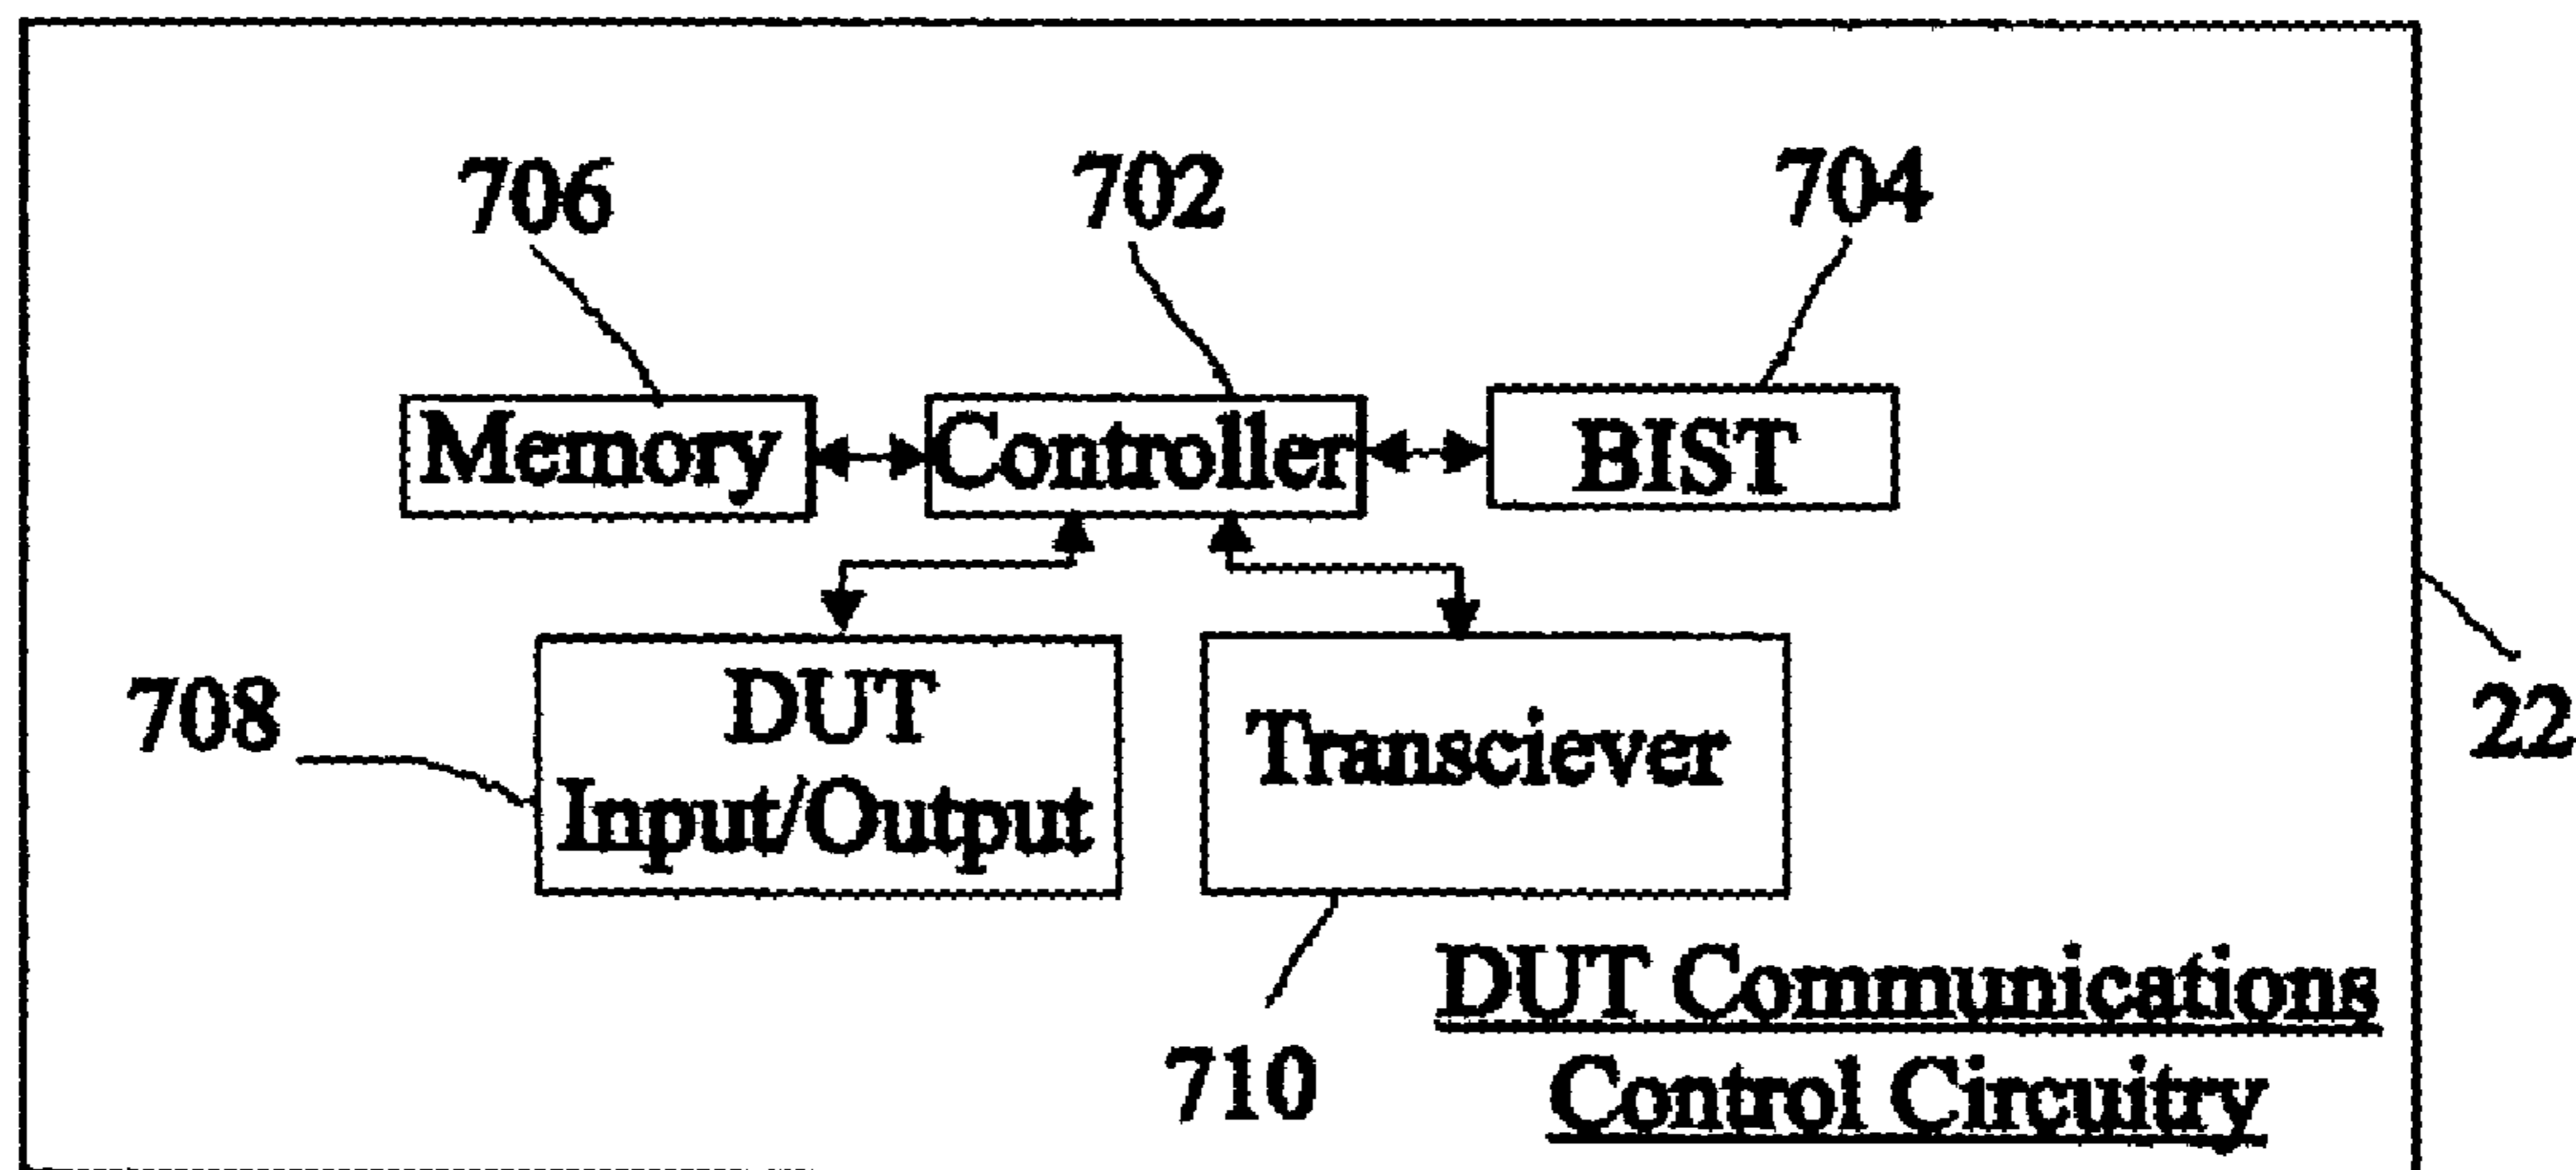 706
702
704
Memory
Controller
BIST
708
DUT
Input/Output
Transciever
22
710
DUT Communications
Control Circuitry